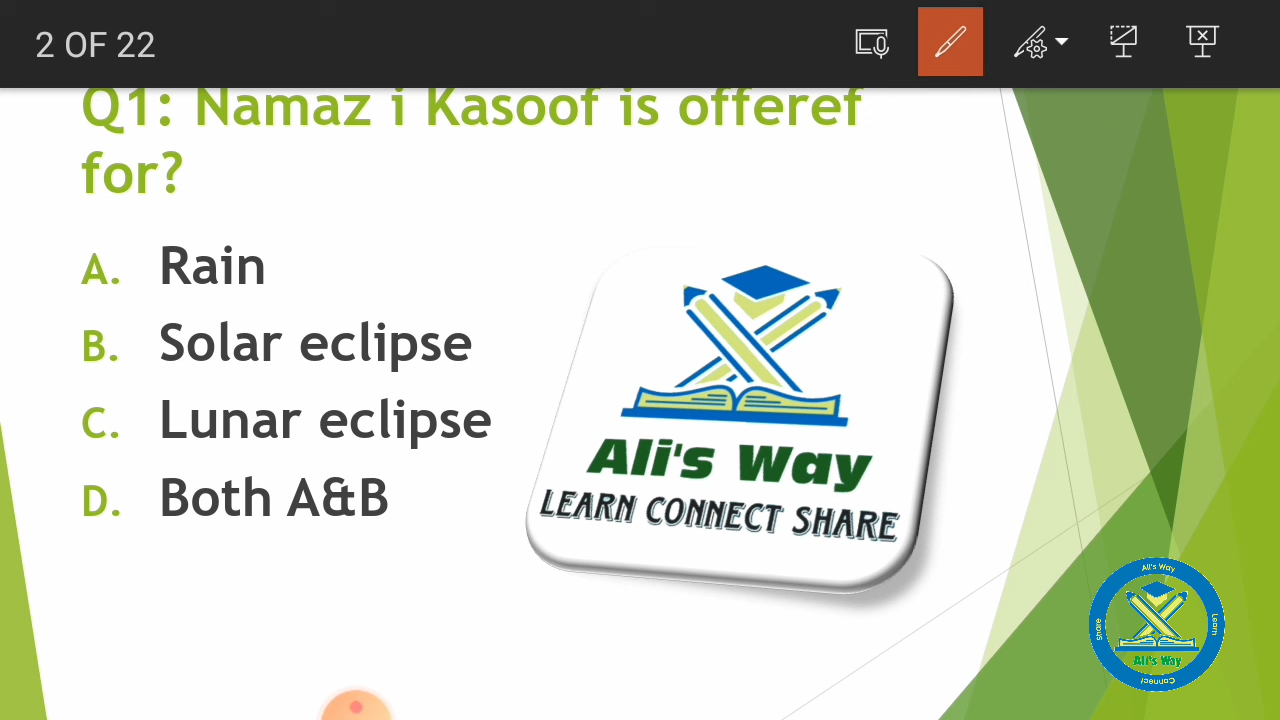 2 OF 22
Q1: Namaz i Kasoof is offeref
for?
A. Rain
B. Solar eclipse
C. Lunar eclipse
D. Both A&B
Ali's Way
LEARN CONNECT SHARE
Ali's Way
Share
Learn
Ali's Way
Connect